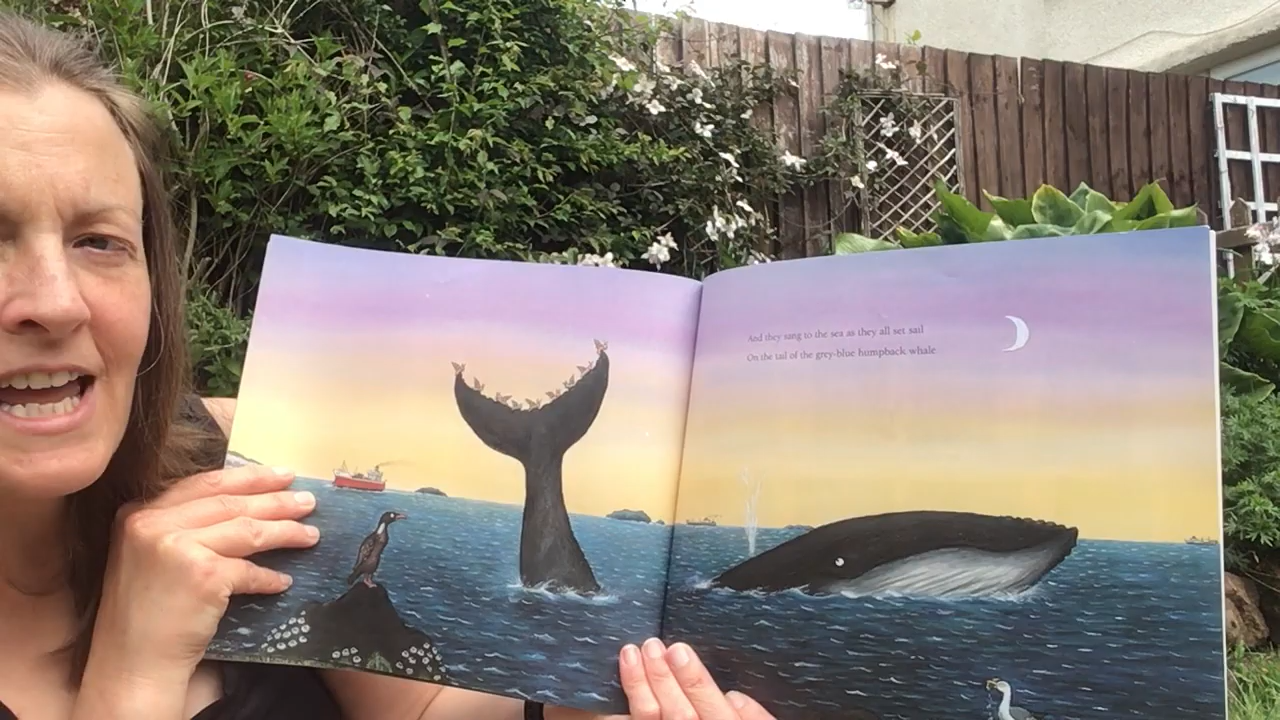 And they sang to the sea as they all set sail
On the tail of the grey-blue humpback whale.